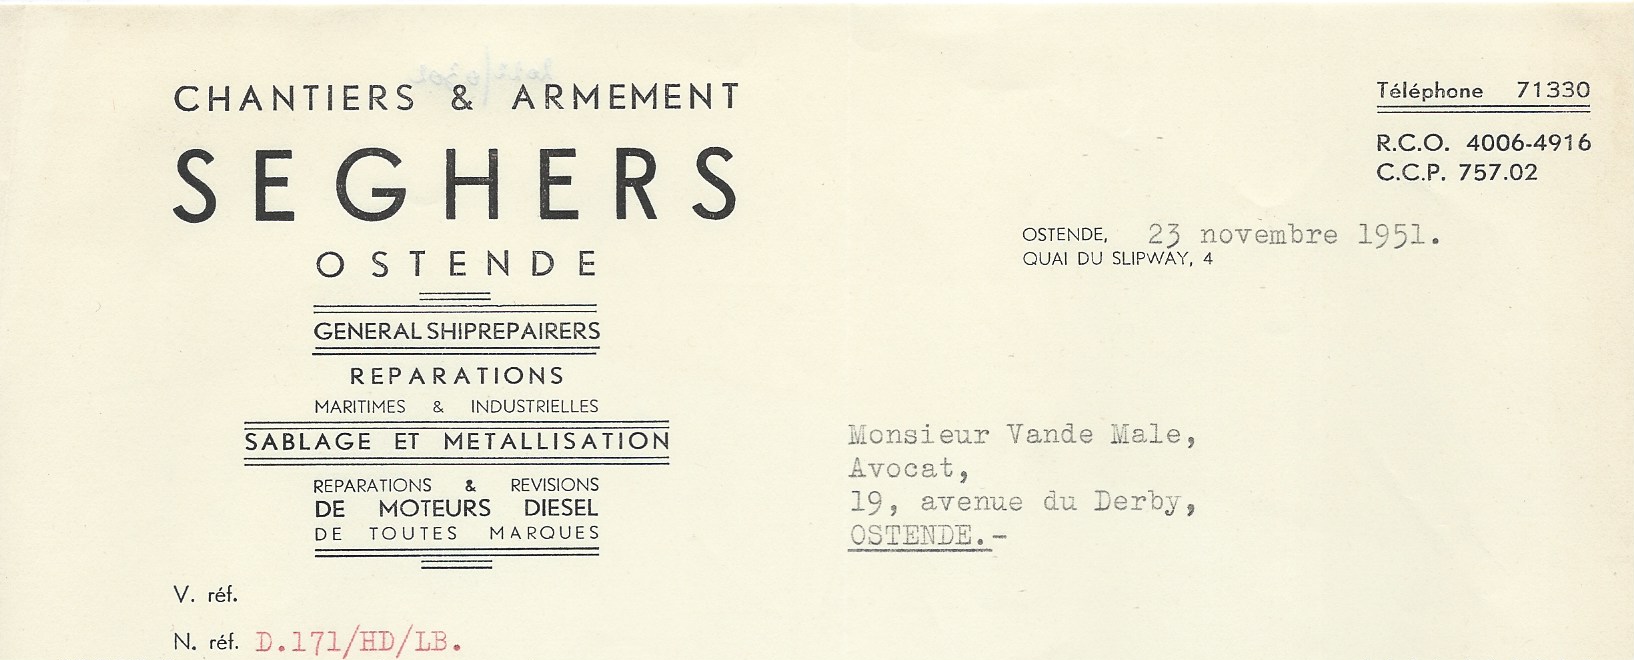 CHANTIERS & ARMEMENT
SEGHERS
OSTENDE
GENERAL SHIPREPAIRERS
REPARATIONS
MARITIMES & INDUSTRIELLES
SABLAGE ET METALLISATION
REPARATIONS & REVISIONS
DE MOTEURS DIESEL
DE TOUTES MARQUES
V. réf.
N. réf. D.171/HD/LB.
Téléphone 71330
R.C.O. 4006-4916
C.C.P. 757.02
OSTENDE, 23 novembre 1951.
QUAI DU SLIPWAY, 4
Monsieur Vande Male,
Avocat,
19, avenue du Derby,
OSTENDE.-